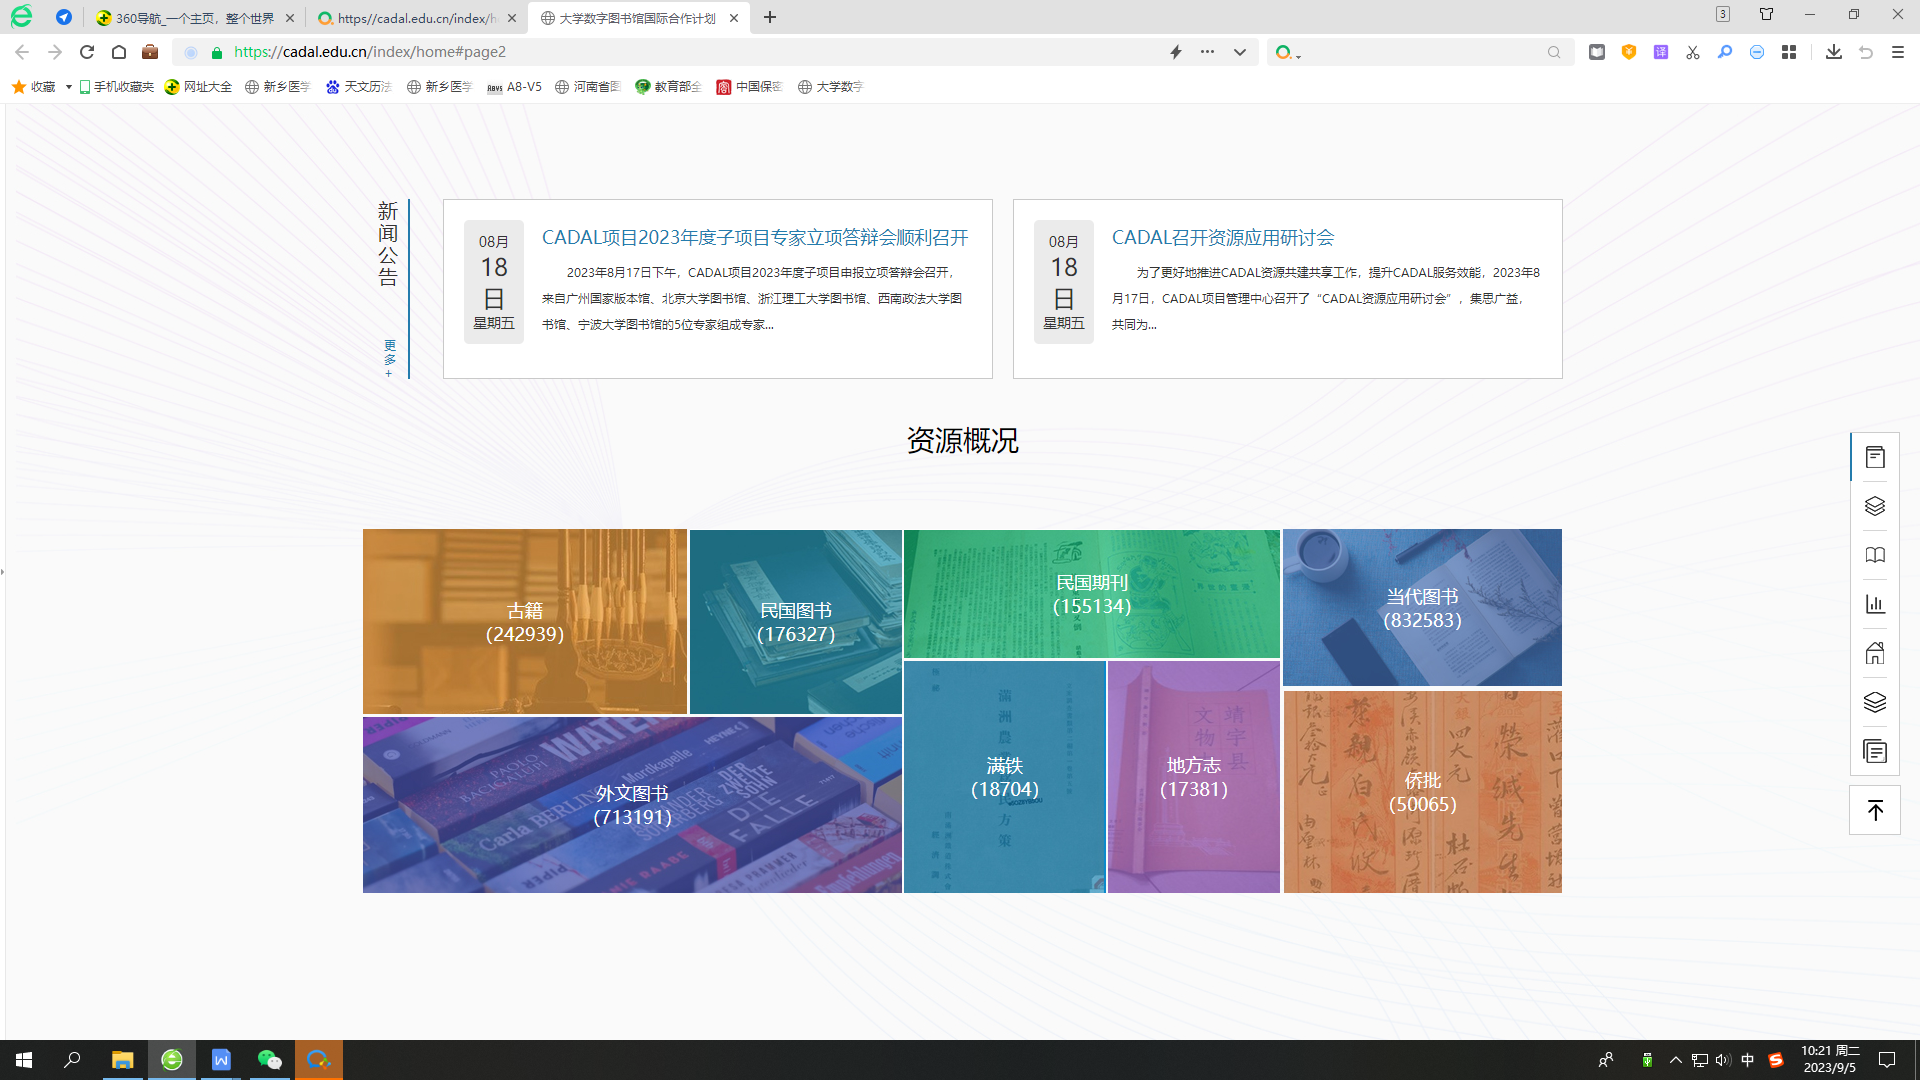 360导航_一个主页，整个世界
https//cadal.edu.cn/index/h
大学数字图书馆国际合作计划
3
https://cadal.edu.cn/index/home#page2
译
收藏
手机收藏夹
网址大全
新乡医学
天文历法
新乡医学
A8-V5
河南省图
教育部全
中国保密
大学数字
新闻公告
更多+
08月
18
日
星期五
CADAL项目2023年度子项目专家立项答辩会顺利召开
2023年8月17日下午，CADAL项目2023年度子项目申报立项答辩会召开，
来自广州国家版本馆、北京大学图书馆、浙江理工大学图书馆、西南政法大学图
书馆、宁波大学图书馆的5位专家组成专家...
08月
18
日
星期五
CADAL召开资源应用研讨会
为了更好地推进CADAL资源共建共享工作，提升CADAL服务效能，2023年8
月17日，CADAL项目管理中心召开了“CADAL资源应用研讨会”，集思广益，
共同为...
资源概况
古籍
(242939)
民国图书
(176327)
民国期刊
(155134)
当代图书
(832583)
外文图书
(713191)
满铁
(18704)
地方志
(17381)
侨批
(50065)
中
10:21 周二
2023/9/5